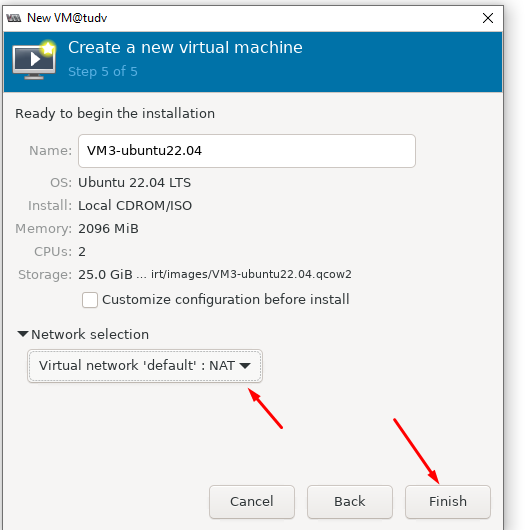 New VM@tudv
Create a new virtual machine
Step 5 of 5
Ready to begin the installation
Name: VM3-ubuntu22.04
OS: Ubuntu 22.04 LTS
Install: Local CDROM/ISO
Memory: 2096 MiB
CPUs: 2
Storage: 25.0 GiB ... irt/images/VM3-ubuntu22.04.qcow2
Customize configuration before install
Network selection
Virtual network 'default' : NAT
Cancel Back Finish